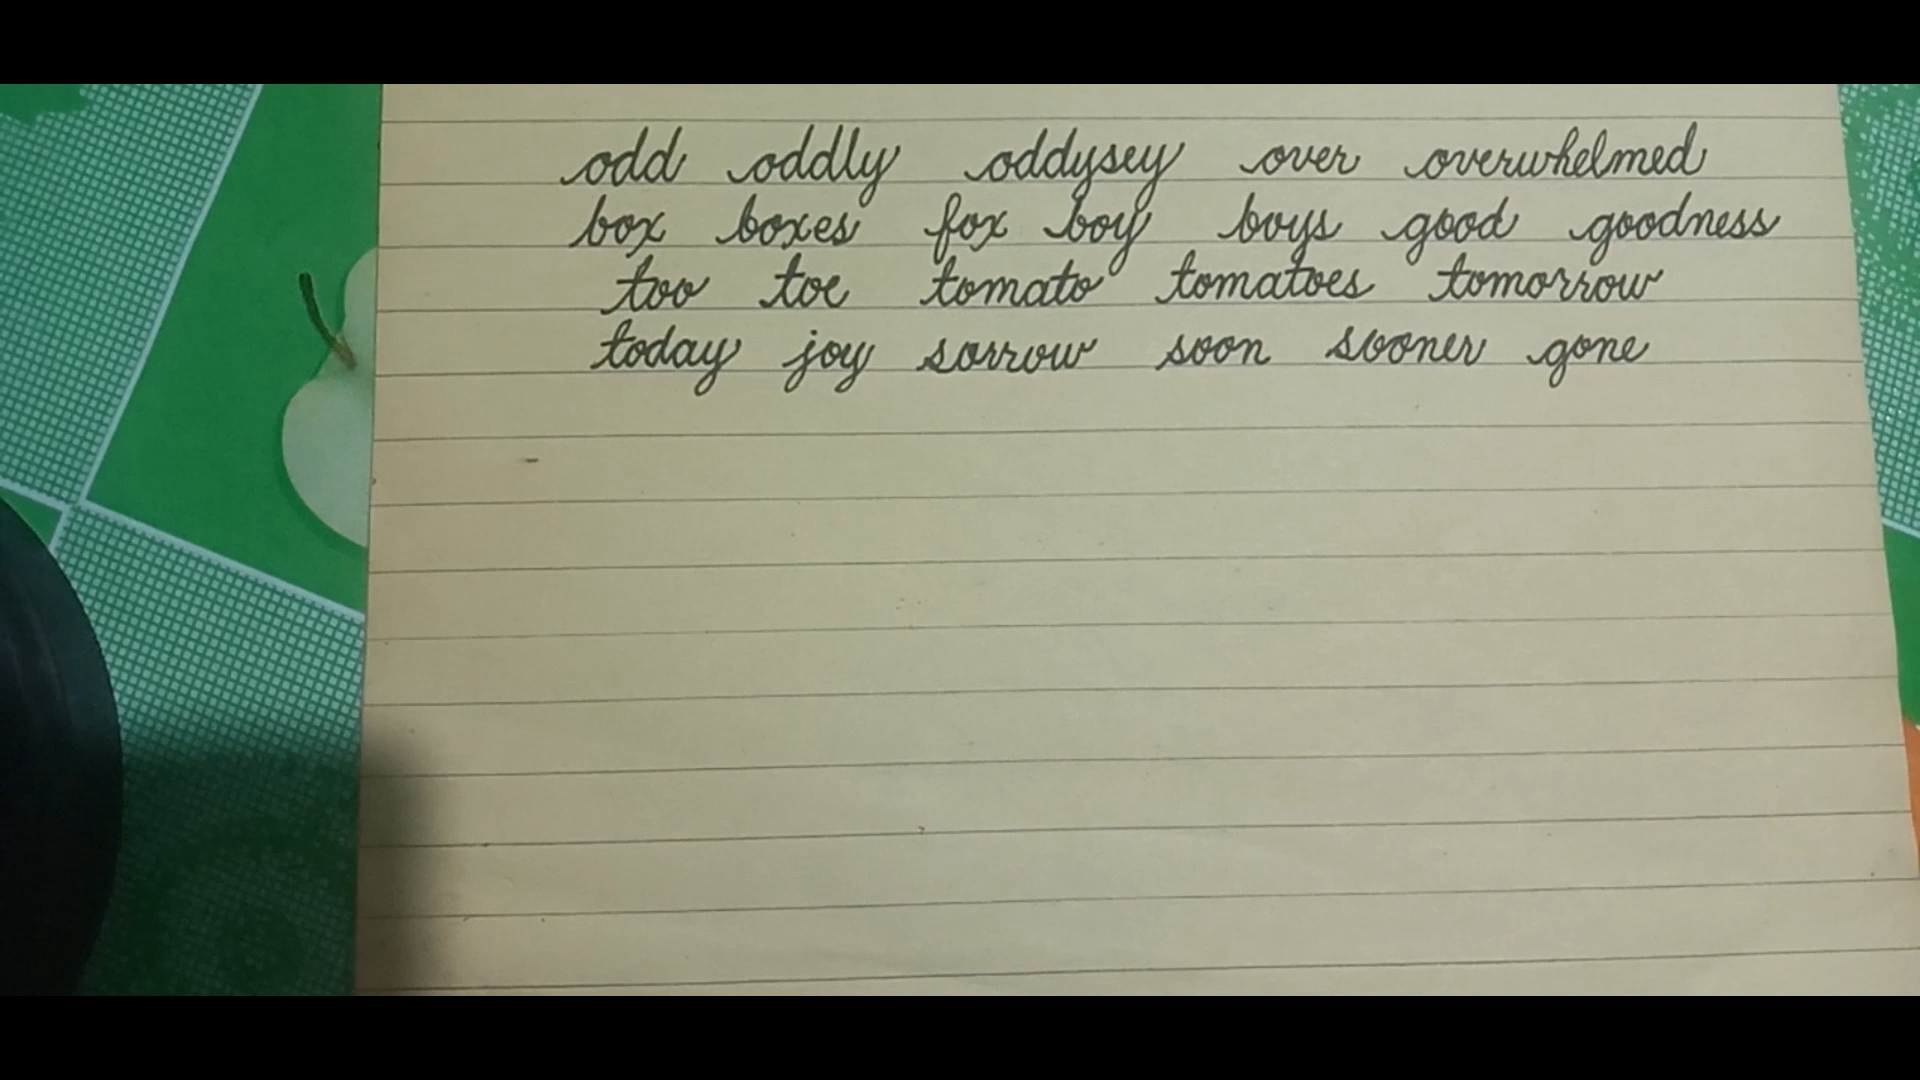 odd oddly oddysey over overwhelmed
box boxes fox boy boys good goodness
too toe tomato tomatoes tomorrow
today joy sorrow soon sooner gone